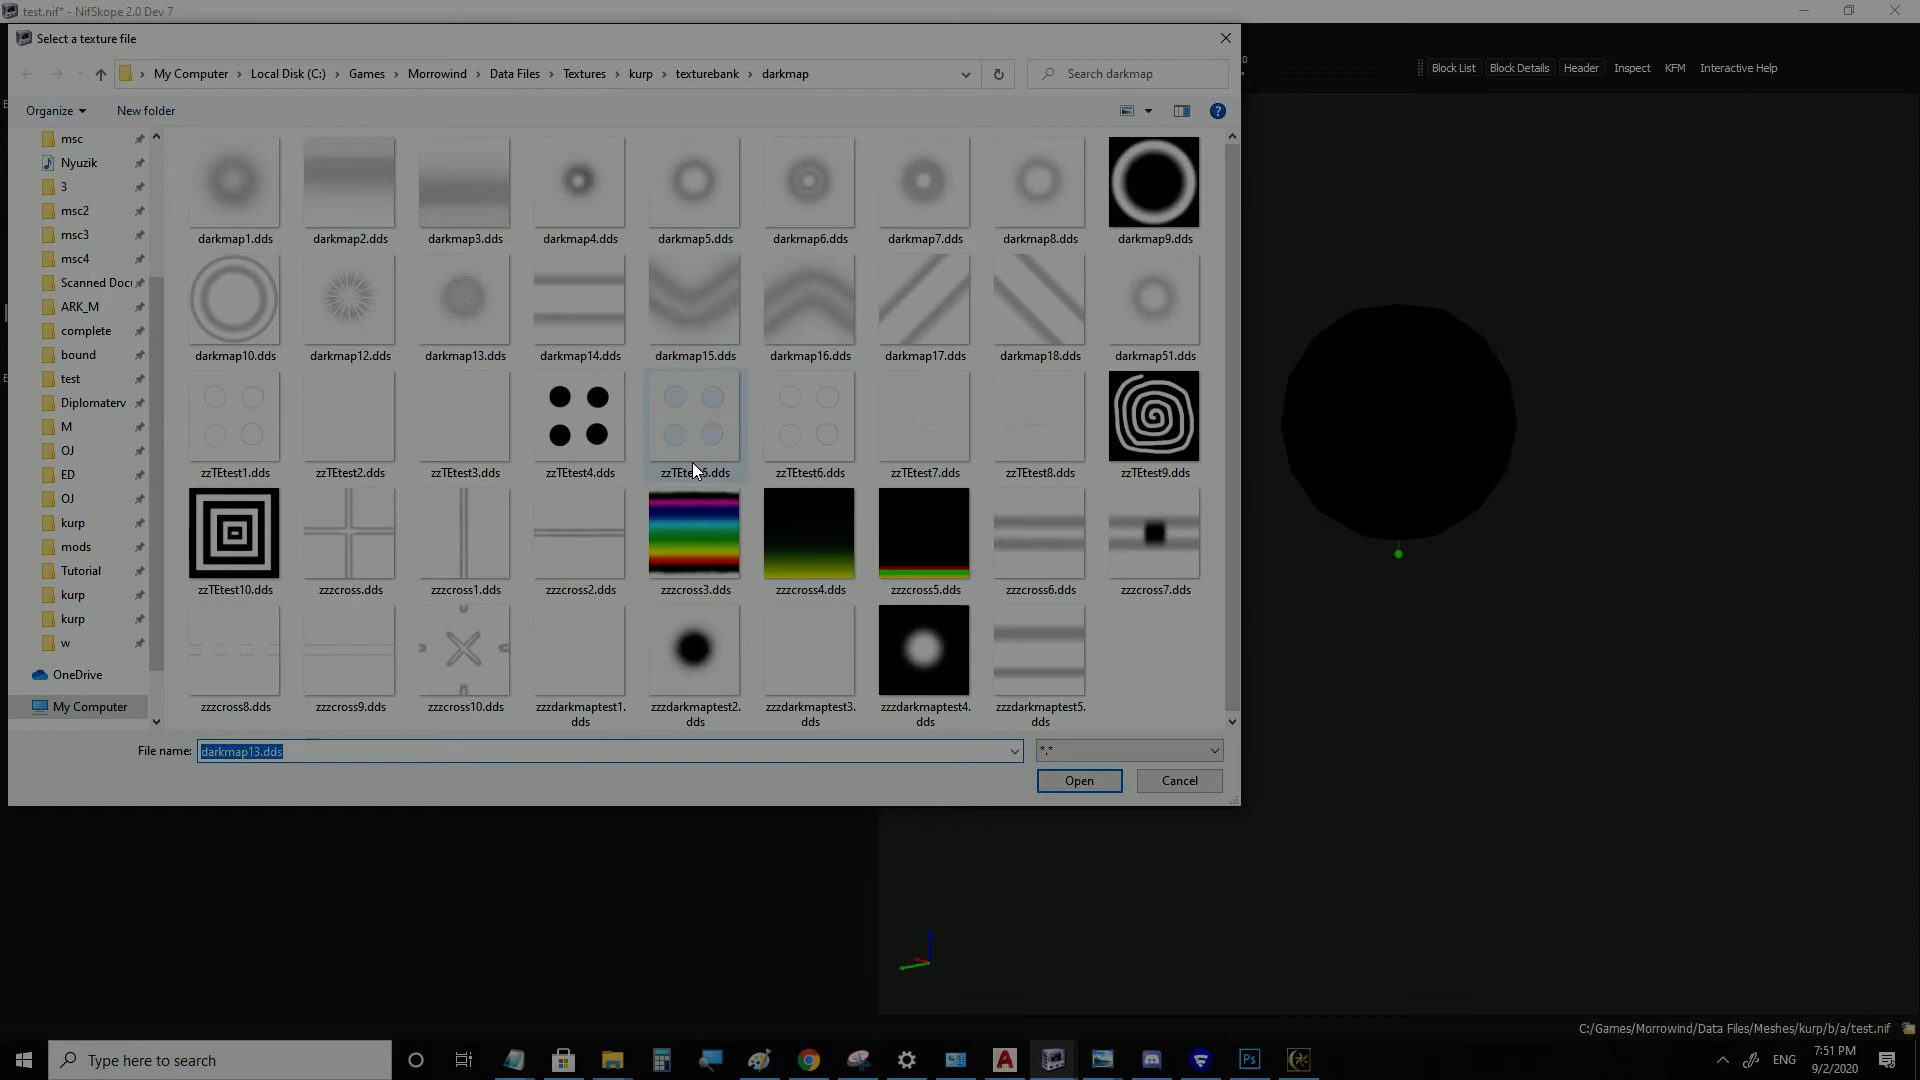 test.nif* - NifSkope 2.0 Dev 7
Select a texture file
My Computer > Local Disk (C:) > Games > Morrowind > Data Files > Textures > kurp > texturebank > darkmap
Search darkmap
0
Block List Block Details Header Inspect KFM Interactive Help
Organize New folder
msc
Nyuzik
3
msc2
msc3
msc4
Scanned Docu
ARK_M
complete
bound
test
Diplomaterv
M
OJ
ED
OJ
kurp
mods
Tutorial
kurp
kurp
w
OneDrive
My Computer
darkmap1.dds darkmap2.dds darkmap3.dds darkmap4.dds darkmap5.dds darkmap6.dds darkmap7.dds darkmap8.dds darkmap9.dds
darkmap10.dds darkmap12.dds darkmap13.dds darkmap14.dds darkmap15.dds darkmap16.dds darkmap17.dds darkmap18.dds darkmap51.dds
zzTEtest1.dds zzTEtest2.dds zzTEtest3.dds zzTEtest4.dds zzTEtest5.dds zzTEtest6.dds zzTEtest7.dds zzTEtest8.dds zzTEtest9.dds
zzTEtest10.dds zzzcross.dds zzzcross1.dds zzzcross2.dds zzzcross3.dds zzzcross4.dds zzzcross5.dds zzzcross6.dds zzzcross7.dds
zzzcross8.dds zzzcross9.dds zzzcross10.dds zzzdarkmaptest1.dds zzzdarkmaptest2.dds zzzdarkmaptest3.dds zzzdarkmaptest4.dds zzzdarkmaptest5.dds
File name: darkmap13.dds
*.*
Open Cancel
C:/Games/Morrowind/Data Files/Meshes/kurp/b/a/test.nif
Type here to search
ENG
7:51 PM
9/2/2020